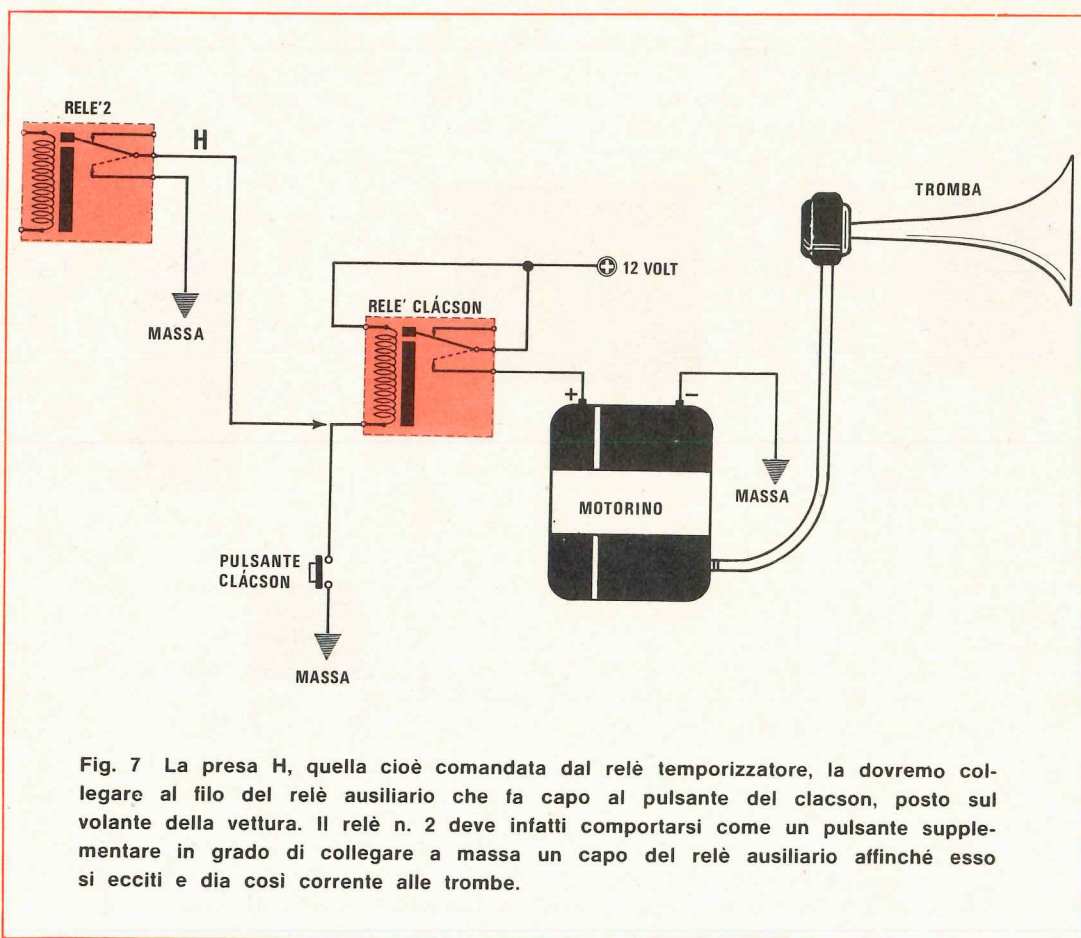 RELE'2
H
MASSA
TROMBA
12 VOLT
RELE' CLÁCSON
+
-
MASSA
MOTORINO
PULSANTE
CLÁCSON
MASSA
Fig. 7 La presa H, quella cioè comandata dal relè temporizzatore, la dovremo col-
legare al filo del relè ausiliario che fa capo al pulsante del clacson, posto sul
volante della vettura. Il relè n. 2 deve infatti comportarsi come un pulsante supple-
mentare in grado di collegare a massa un capo del relè ausiliario affinché esso
si ecciti e dia così corrente alle trombe.